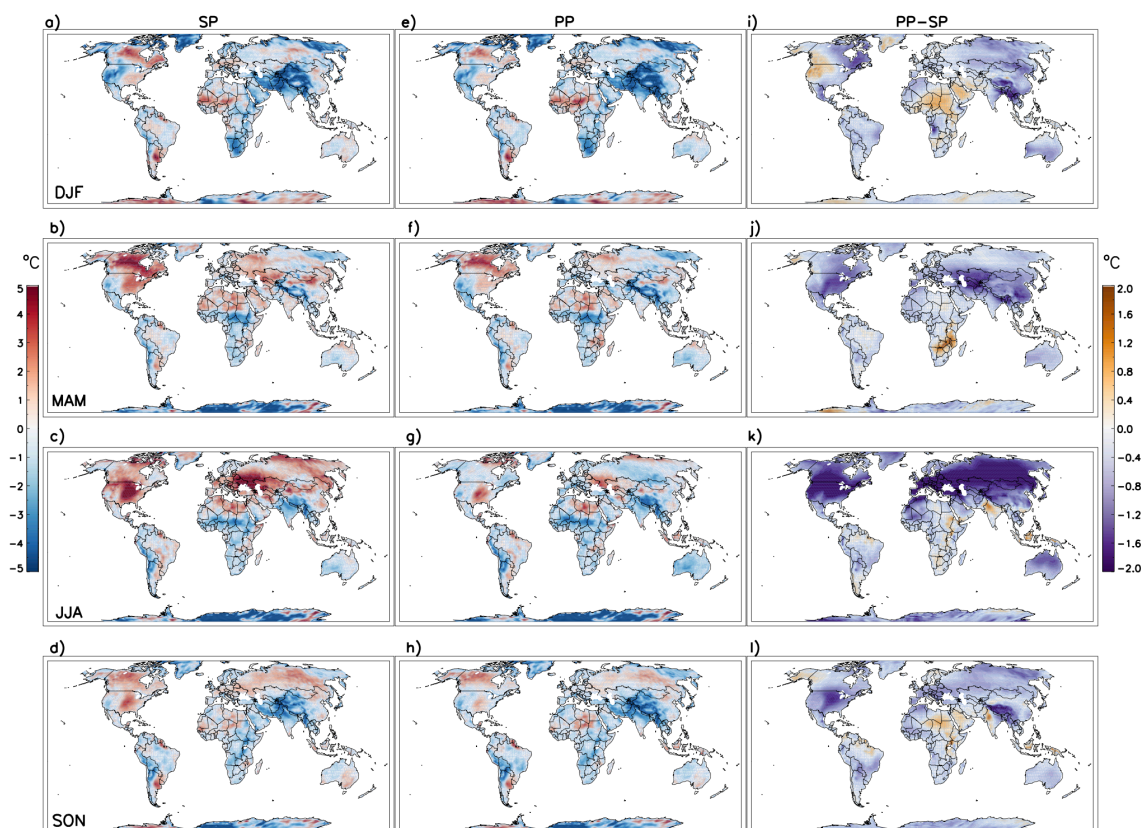 a) SP e) PP i) PP−SP
DJF
b) f) j)
°C °C
5 2.0
4 1.6
3 1.2
2 0.8
1 0.4
0 0.0
−1 −0.4
−2 −0.8
−3 −1.2
−4 −1.6
−5 −2.0
MAM
c) g) k)
JJA
d) h) l)
SON